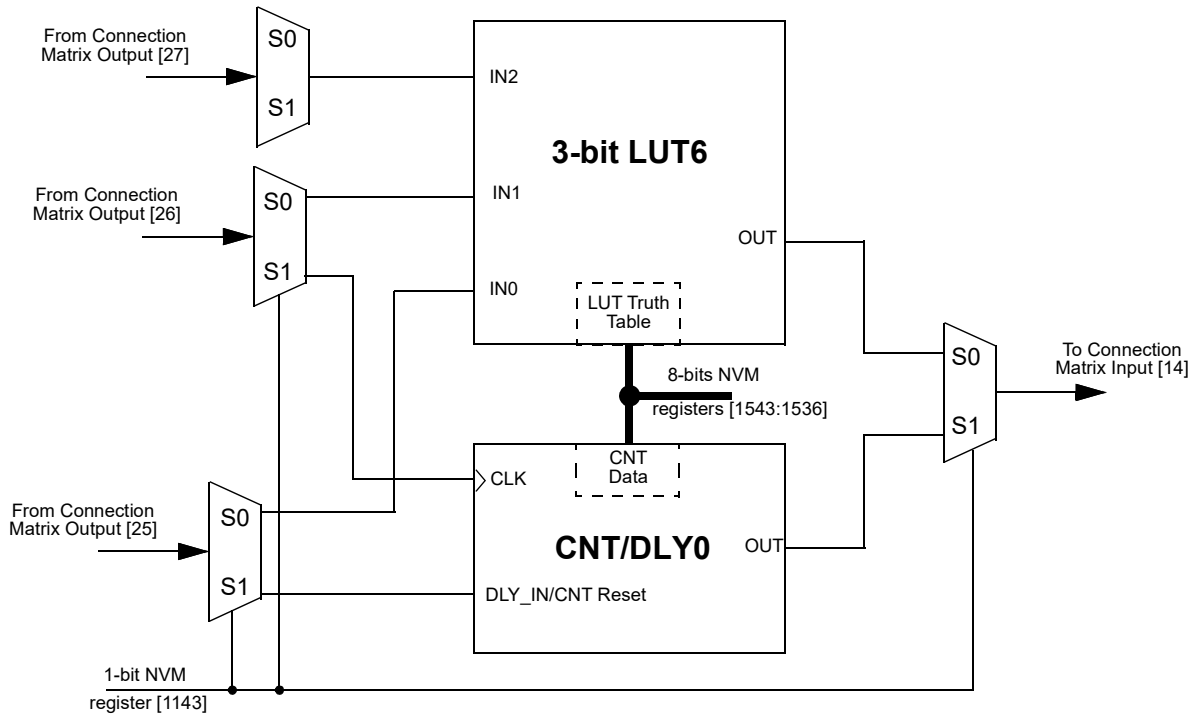 From Connection
Matrix Output [27]
S0
S1
IN2
3-bit LUT6
From Connection
Matrix Output [26]
S0
S1
IN1
OUT
IN0
LUT Truth
Table
S0
S1
To Connection
Matrix Input [14]
8-bits NVM
registers [1543:1536]
CNT
Data
CLK
From Connection
Matrix Output [25]
S0
S1
CNT/DLY0
OUT
DLY_IN/CNT Reset
1-bit NVM
register [1143]